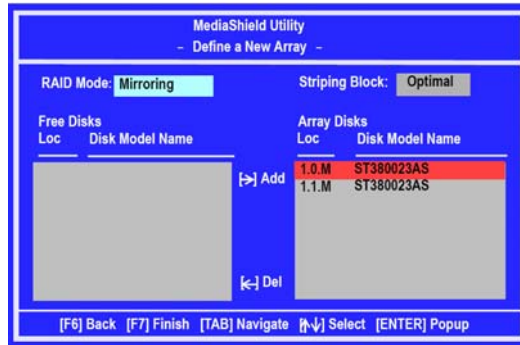 MediaShield Utility
– Define a New Array –
RAID Mode: Mirroring Striping Block: Optimal
Free Disks Array Disks
Loc Disk Model Name Loc Disk Model Name
1.0.M ST380023AS
[→] Add
1.1.M ST380023AS
[←] Del
[F6] Back [F7] Finish [TAB] Navigate [↑↓] Select [ENTER] Popup